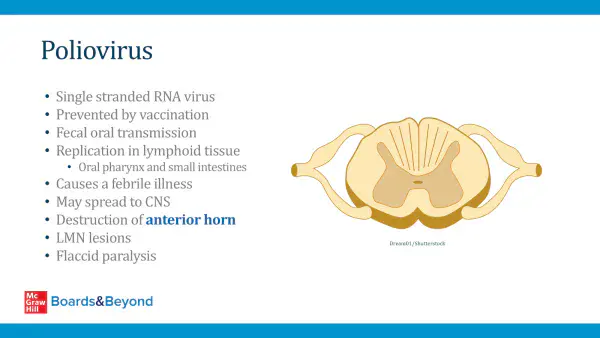 Poliovirus
• Single stranded RNA virus
• Prevented by vaccination
• Fecal oral transmission
• Replication in lymphoid tissue
• Oral pharynx and small intestines
• Causes a febrile illness
• May spread to CNS
• Destruction of anterior horn
• LMN lesions
• Flaccid paralysis
Dream01/Shutterstock
Mc
Graw
Hill
Boards&Beyond